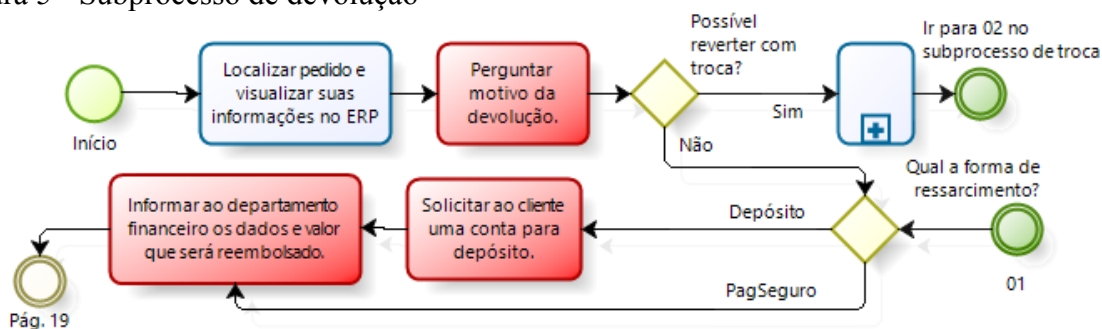 Subprocesso de devolução
Início
Localizar pedido e
visualizar suas
informações no ERP
Perguntar
motivo da
devolução.
Possível
reverter com
troca?
Sim
Não
Ir para 02 no
subprocesso de troca
Qual a forma de
ressarcimento?
01
Depósito
PagSeguro
Solicitar ao cliente
uma conta para
depósito.
Informar ao departamento
financeiro os dados e valor
que será reembolsado.
Pág. 19